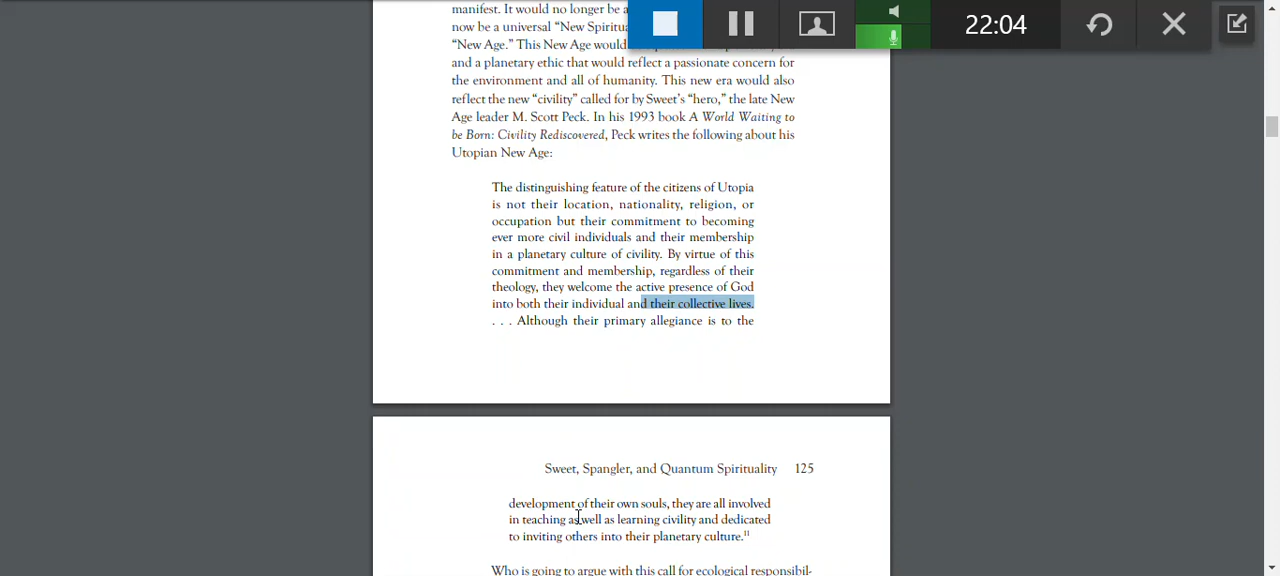 manifest. It would no longer be a
now be a universal “New Spiritua
“New Age.” This New Age would
and a planetary ethic that would reflect a passionate concern for
the environment and all of humanity. This new era would also
reflect the new “civility” called for by Sweet’s “hero,” the late New
Age leader M. Scott Peck. In his 1993 book A World Waiting to
be Born: Civility Rediscovered, Peck writes the following about his
Utopian New Age:
22:04
The distinguishing feature of the citizens of Utopia
is not their location, nationality, religion, or
occupation but their commitment to becoming
ever more civil individuals and their membership
in a planetary culture of civility. By virtue of this
commitment and membership, regardless of their
theology, they welcome the active presence of God
into both their individual and their collective lives.
. . . Although their primary allegiance is to the
Sweet, Spangler, and Quantum Spirituality 125
development of their own souls, they are all involved
in teaching as well as learning civility and dedicated
to inviting others into their planetary culture.11
Who is going to argue with this call for ecological responsibil-